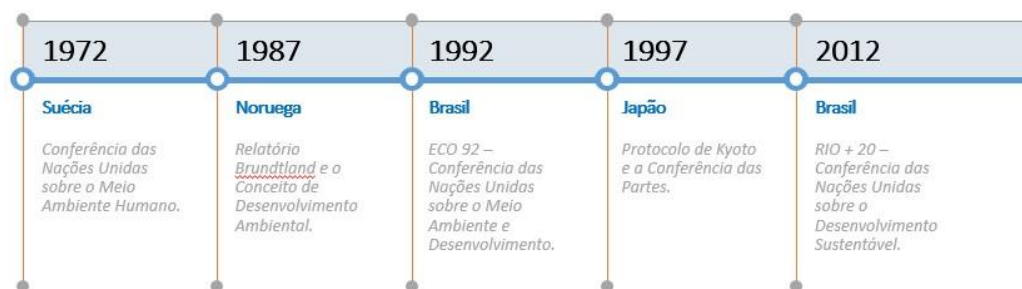 1972
Suécia
Conferência das
Nações Unidas
sobre o Meio
Ambiente Humano.
1987
Noruega
Relatório
Brundtland e o
Conceito de
Desenvolvimento
Ambiental.
1992
Brasil
ECO 92 –
Conferência das
Nações Unidas
sobre o Meio
Ambiente e
Desenvolvimento.
1997
Japão
Protocolo de Kyoto
e a Conferência das
Partes.
2012
Brasil
RIO + 20 –
Conferência das
Nações Unidas
sobre o
Desenvolvimento
Sustentável.